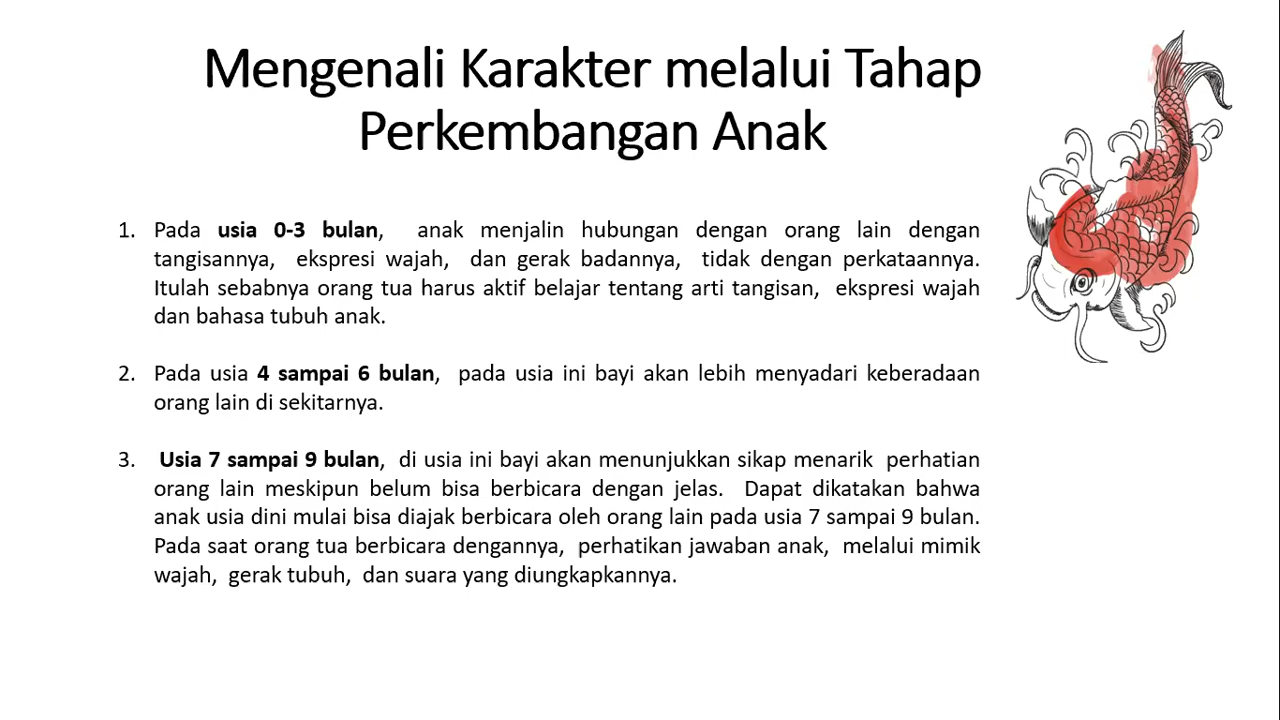 Mengenali Karakter melalui Tahap
Perkembangan Anak
1. Pada usia 0-3 bulan, anak menjalin hubungan dengan orang lain dengan
tangisannya, ekspresi wajah, dan gerak badannya, tidak dengan perkataannya.
Itulah sebabnya orang tua harus aktif belajar tentang arti tangisan, ekspresi wajah
dan bahasa tubuh anak.
2. Pada usia 4 sampai 6 bulan, pada usia ini bayi akan lebih menyadari keberadaan
orang lain di sekitarnya.
3. Usia 7 sampai 9 bulan, di usia ini bayi akan menunjukkan sikap menarik perhatian
orang lain meskipun belum bisa berbicara dengan jelas. Dapat dikatakan bahwa
anak usia dini mulai bisa diajak berbicara oleh orang lain pada usia 7 sampai 9 bulan.
Pada saat orang tua berbicara dengannya, perhatikan jawaban anak, melalui mimik
wajah, gerak tubuh, dan suara yang diungkapkannya.